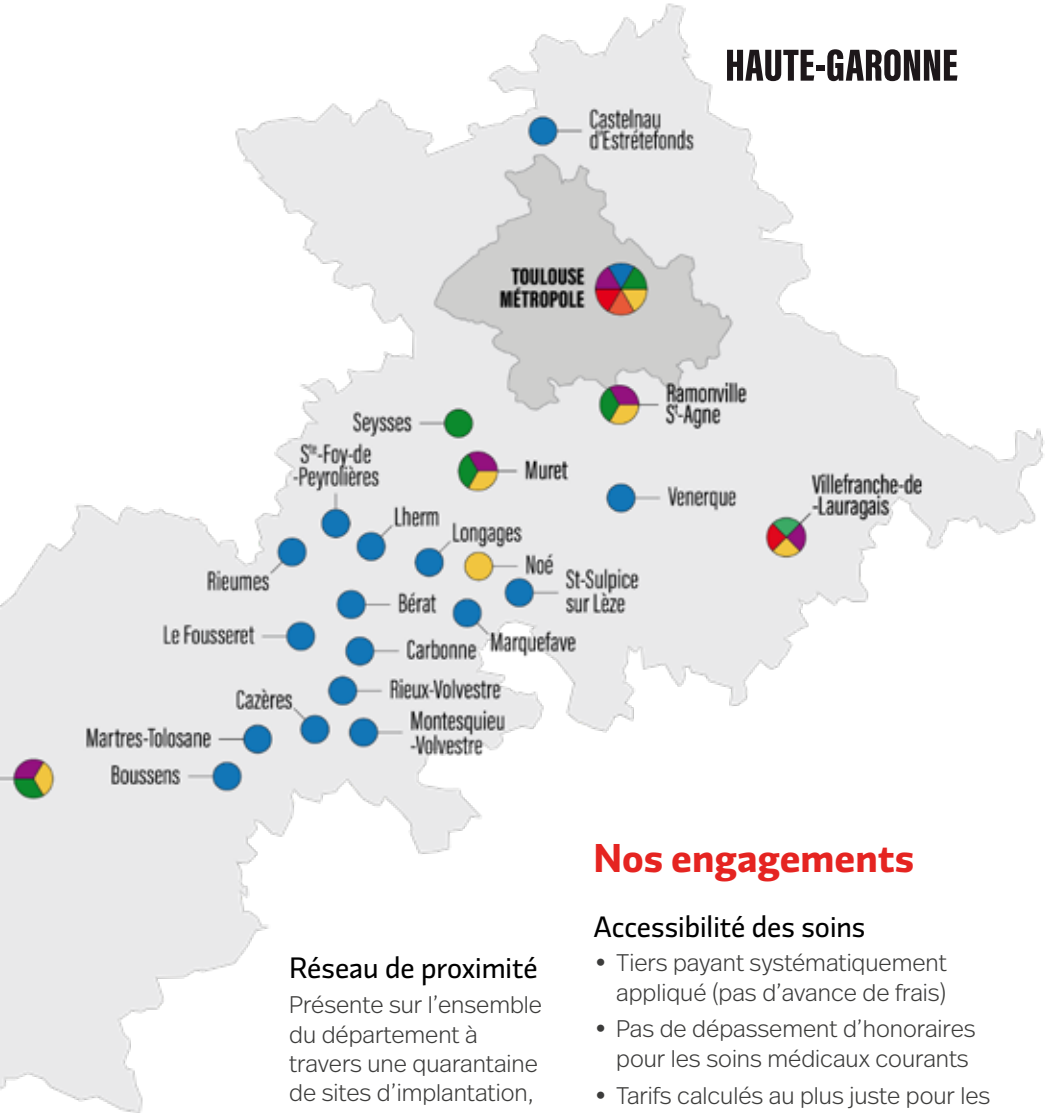 HAUTE-GARONNE
Castelnau
d'Estrétefonds
TOULOUSE
MÉTROPOLE
Ramonville
St-Agne
Seysses
Ste-Foy-de
-Peyrolières
Muret
Villefranche-de
-Lauragais
Venerque
Lherm
Longages
Noé
Rieumes
St-Sulpice
sur Lèze
Bérat
Le Fousseret
Marquefave
Carbonne
Rieux-Volvestre
Cazères
Montesquieu
-Volvestre
Martres-Tolosane
Boussens
Réseau de proximité
Présente sur l'ensemble
du département à
travers une quarantaine
de sites d'implantation,
Nos engagements
Accessibilité des soins
• Tiers payant systématiquement
appliqué (pas d'avance de frais)
• Pas de dépassement d'honoraires
pour les soins médicaux courants
• Tarifs calculés au plus juste pour les